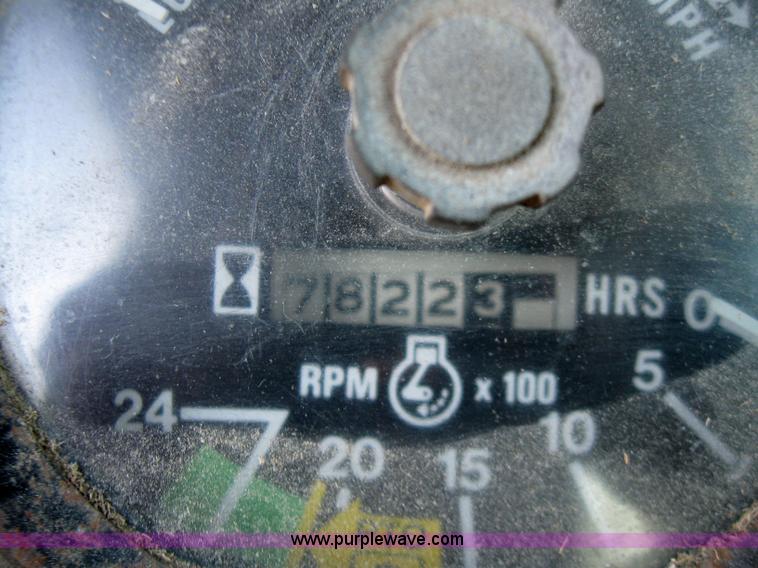 MPH
78223 HRS 0
RPM x 100 5
24 20 15 10
www.purplewave.com